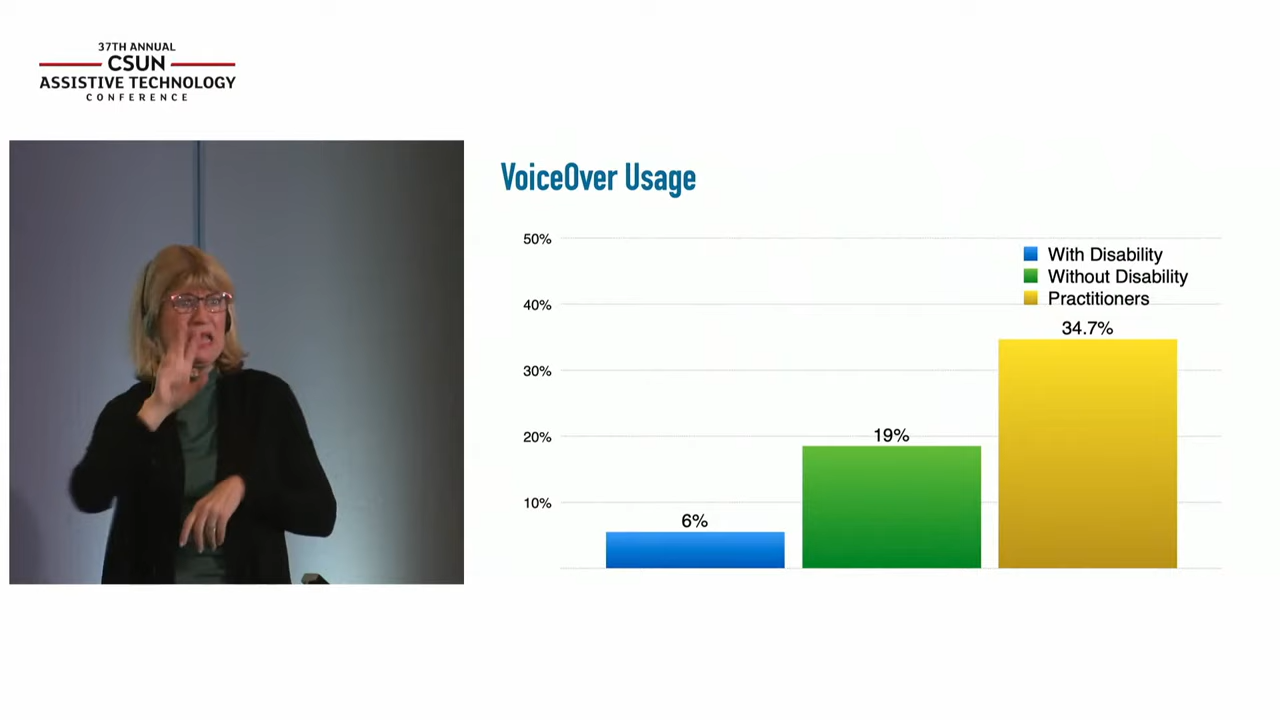 37TH ANNUAL
CSUN
ASSISTIVE TECHNOLOGY
CONFERENCE
VoiceOver Usage
50%
40%
30%
20%
10%
With Disability
Without Disability
Practitioners
6%
19%
34.7%